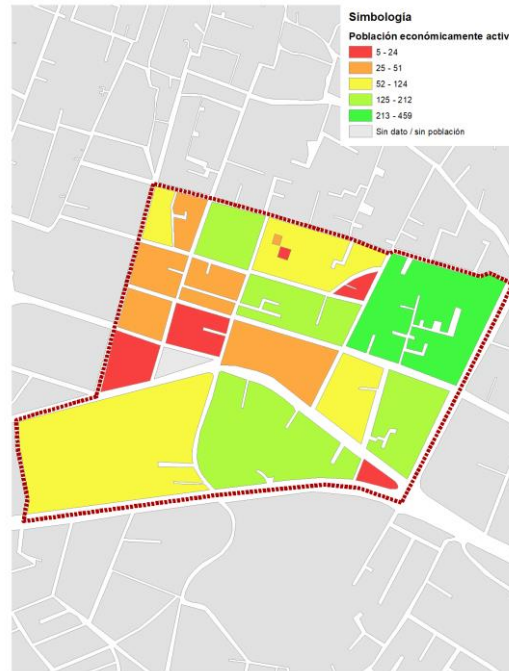 Simbología
Población económicamente activ
5 - 24
25 - 51
52 - 124
125 - 212
213 - 459
Sin dato / sin población